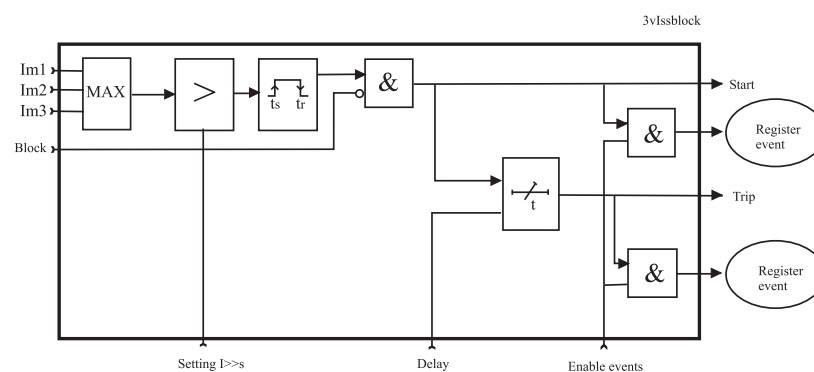 3vIssblock
Im1
Im2
Im3
Block
MAX
>
ts tr
&
Start
&
Register
event
t
Trip
&
Register
event
Setting I>>s
Delay
Enable events